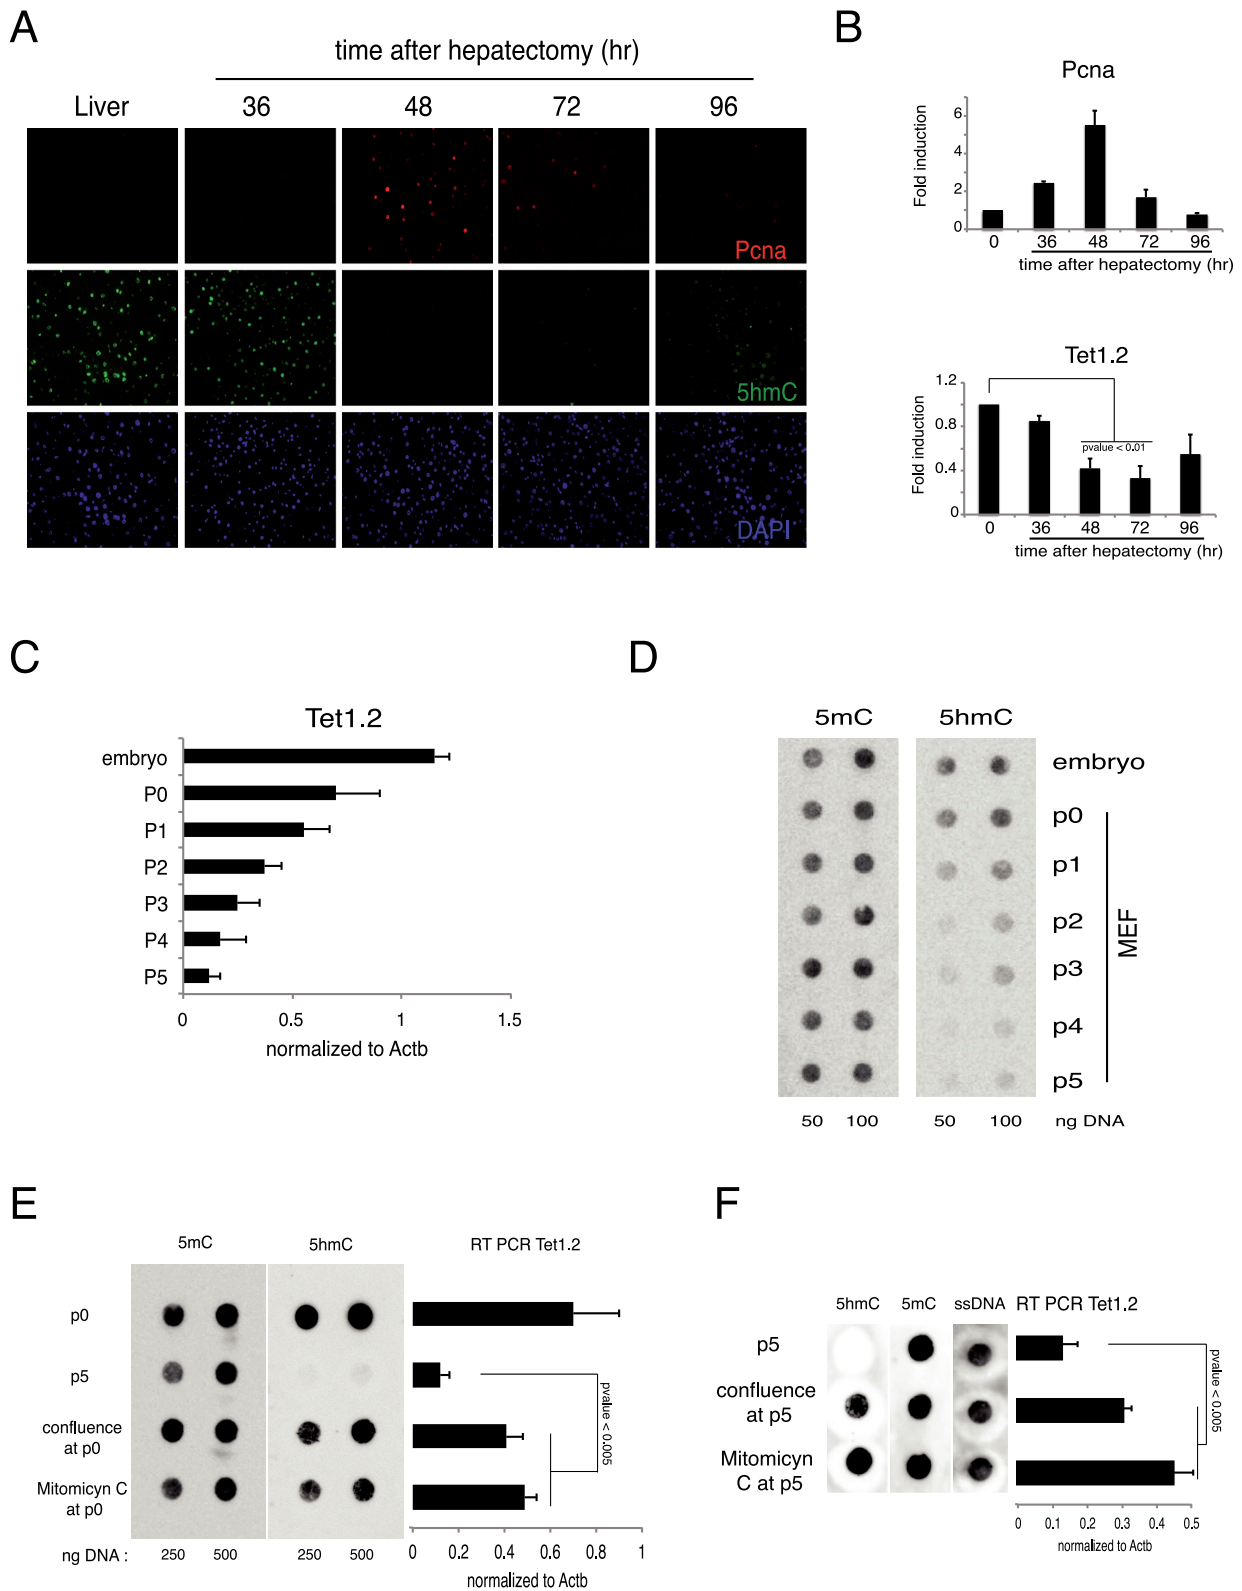 A
time after hepatectomy (hr)
Liver 36 48 72 96
Pcna
5hmC
DAPI
B
Pcna
Fold induction
6
4
2
0
0 36 48 72 96
time after hepatectomy (hr)
Tet1.2
Fold induction
1.2
0.8
0.4
0
pvalue < 0.01
0 36 48 72 96
time after hepatectomy (hr)
C
Tet1.2
embryo
P0
P1
P2
P3
P4
P5
0 0.5 1 1.5
normalized to Actb
D
5mC 5hmC
embryo
p0
p1
p2
p3
p4
p5
MEF
50 100 50 100 ng DNA
E
5mC 5hmC RT PCR Tet1.2
p0
p5
confluence
at p0
Mitomicyn C
at p0
pvalue < 0.005
ng DNA : 250 500 250 500
0 0.2 0.4 0.6 0.8 1
normalized to Actb
F
5hmC 5mC ssDNA RT PCR Tet1.2
p5
confluence
at p5
Mitomicyn
C at p5
pvalue < 0.005
0 0.1 0.2 0.3 0.4 0.5
normalized to Actb